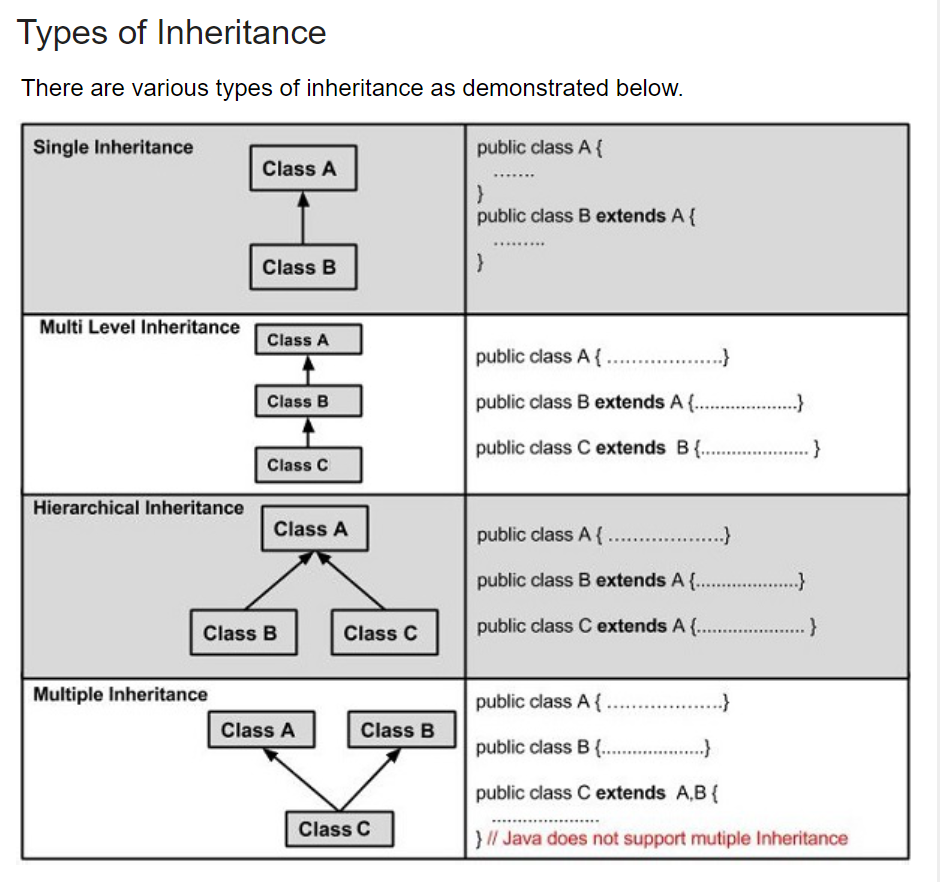 Types of Inheritance
There are various types of inheritance as demonstrated below.
Single Inheritance
Class A
Class B
public class A {
.......
}
public class B extends A {
.........
}
Multi Level Inheritance
Class A
Class B
Class C
public class A { ...................}
public class B extends A {....................}
public class C extends  B {..................... }
Hierarchical Inheritance
Class A
Class B
Class C
public class A { ...................}
public class B extends A {....................}
public class C extends A {..................... }
Multiple Inheritance
Class A
Class B
Class C
public class A { ...................}
public class B {....................}
public class C extends  A,B {
.....................
} // Java does not support mutiple Inheritance